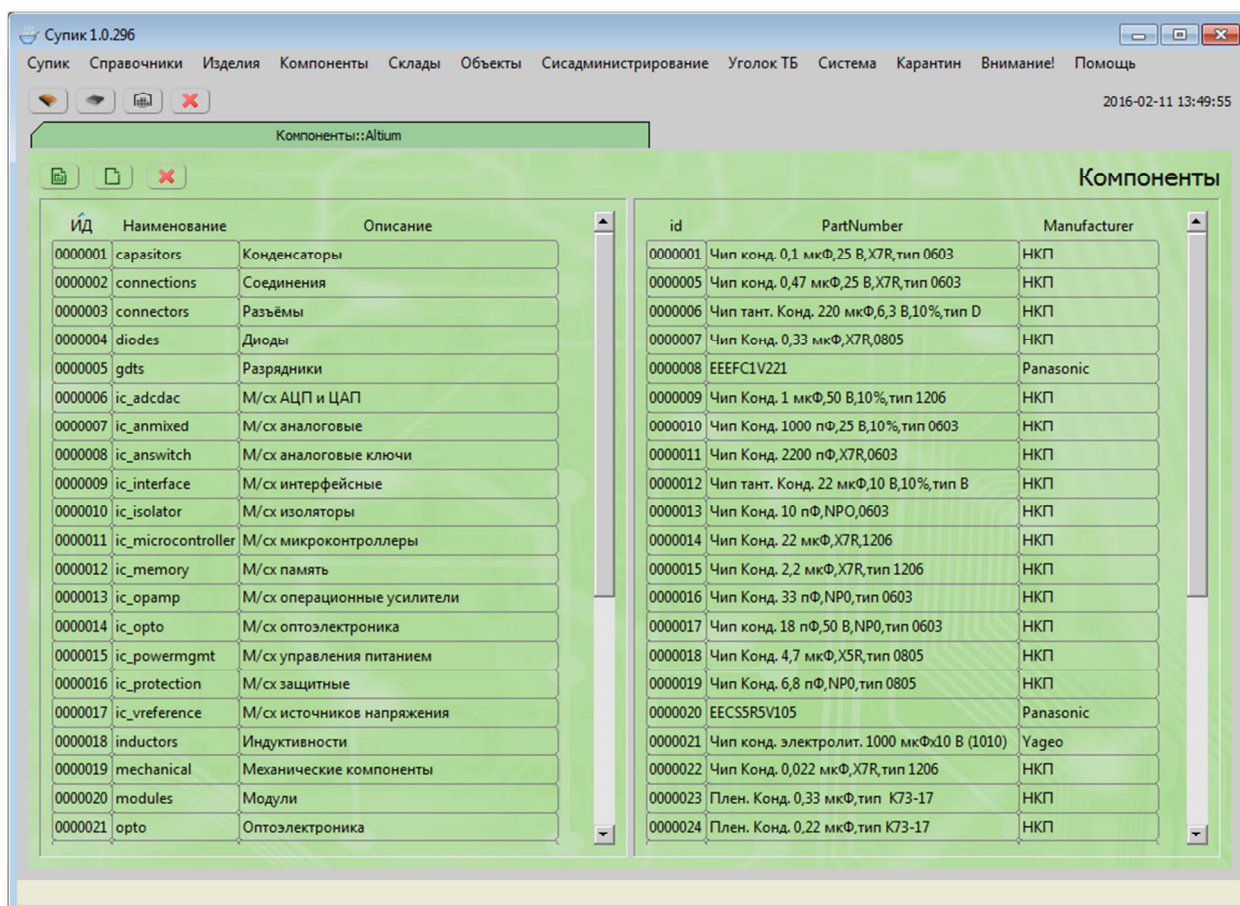 Супик 1.0.296
Супик Справочники Изделия Компоненты Склады Объекты Сисадминистрирование Уголок ТБ Система Карантин Внимание! Помощь
2016-02-11 13:49:55
Компоненты::Altium
Компоненты
ИД Наименование Описание
0000001 capasitors Конденсаторы
0000002 connections Соединения
0000003 connectors Разъёмы
0000004 diodes Диоды
0000005 gdts Разрядники
0000006 ic_adcdac М/сх АЦП и ЦАП
0000007 ic_anmixed М/сх аналоговые
0000008 ic_answitch М/сх аналоговые ключи
0000009 ic_interface М/сх интерфейсные
0000010 ic_isolator М/сх изоляторы
0000011 ic_microcontroller М/сх микроконтроллеры
0000012 ic_memory М/сх память
0000013 ic_opamp М/сх операционные усилители
0000014 ic_opto М/сх оптоэлектроника
0000015 ic_powermgmt М/сх управления питанием
0000016 ic_protection М/сх защитные
0000017 ic_vreference М/сх источников напряжения
0000018 inductors Индуктивности
0000019 mechanical Механические компоненты
0000020 modules Модули
0000021 opto Оптоэлектроника
id PartNumber Manufacturer
0000001 Чип конд. 0,1 мкФ,25 В,X7R,тип 0603 НКП
0000005 Чип конд. 0,47 мкФ,25 В,X7R,тип 0603 НКП
0000006 Чип тант. Конд. 220 мкФ,6,3 В,10%,тип D НКП
0000007 Чип Конд. 0,33 мкФ,X7R,0805 НКП
0000008 EEEFC1V221 Panasonic
0000009 Чип Конд. 1 мкФ,50 В,10%,тип 1206 НКП
0000010 Чип Конд. 1000 пФ,25 В,10%,тип 0603 НКП
0000011 Чип Конд. 2200 пФ,X7R,0603 НКП
0000012 Чип тант. Конд. 22 мкФ,10 В,10%,тип B НКП
0000013 Чип Конд. 10 пФ,NPO,0603 НКП
0000014 Чип Конд. 22 мкФ,X7R,1206 НКП
0000015 Чип Конд. 2,2 мкФ,X7R,тип 1206 НКП
0000016 Чип Конд. 33 пФ,NP0,тип 0603 НКП
0000017 Чип конд. 18 пФ,50 В,NP0,тип 0603 НКП
0000018 Чип Конд. 4,7 мкФ,X5R,тип 0805 НКП
0000019 Чип Конд. 6,8 пФ,NP0,тип 0805 НКП
0000020 EECS5R5V105 Panasonic
0000021 Чип конд. электролит. 1000 мкФx10 В (1010) Yageo
0000022 Чип Конд. 0,022 мкФ,X7R,тип 1206 НКП
0000023 Плен. Конд. 0,33 мкФ,тип K73-17 НКП
0000024 Плен. Конд. 0,22 мкФ,тип K73-17 НКП